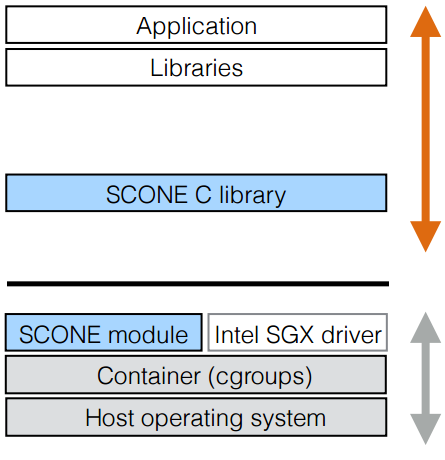 Application
Libraries
SCONE C library
SCONE module
Intel SGX driver
Container (cgroups)
Host operating system